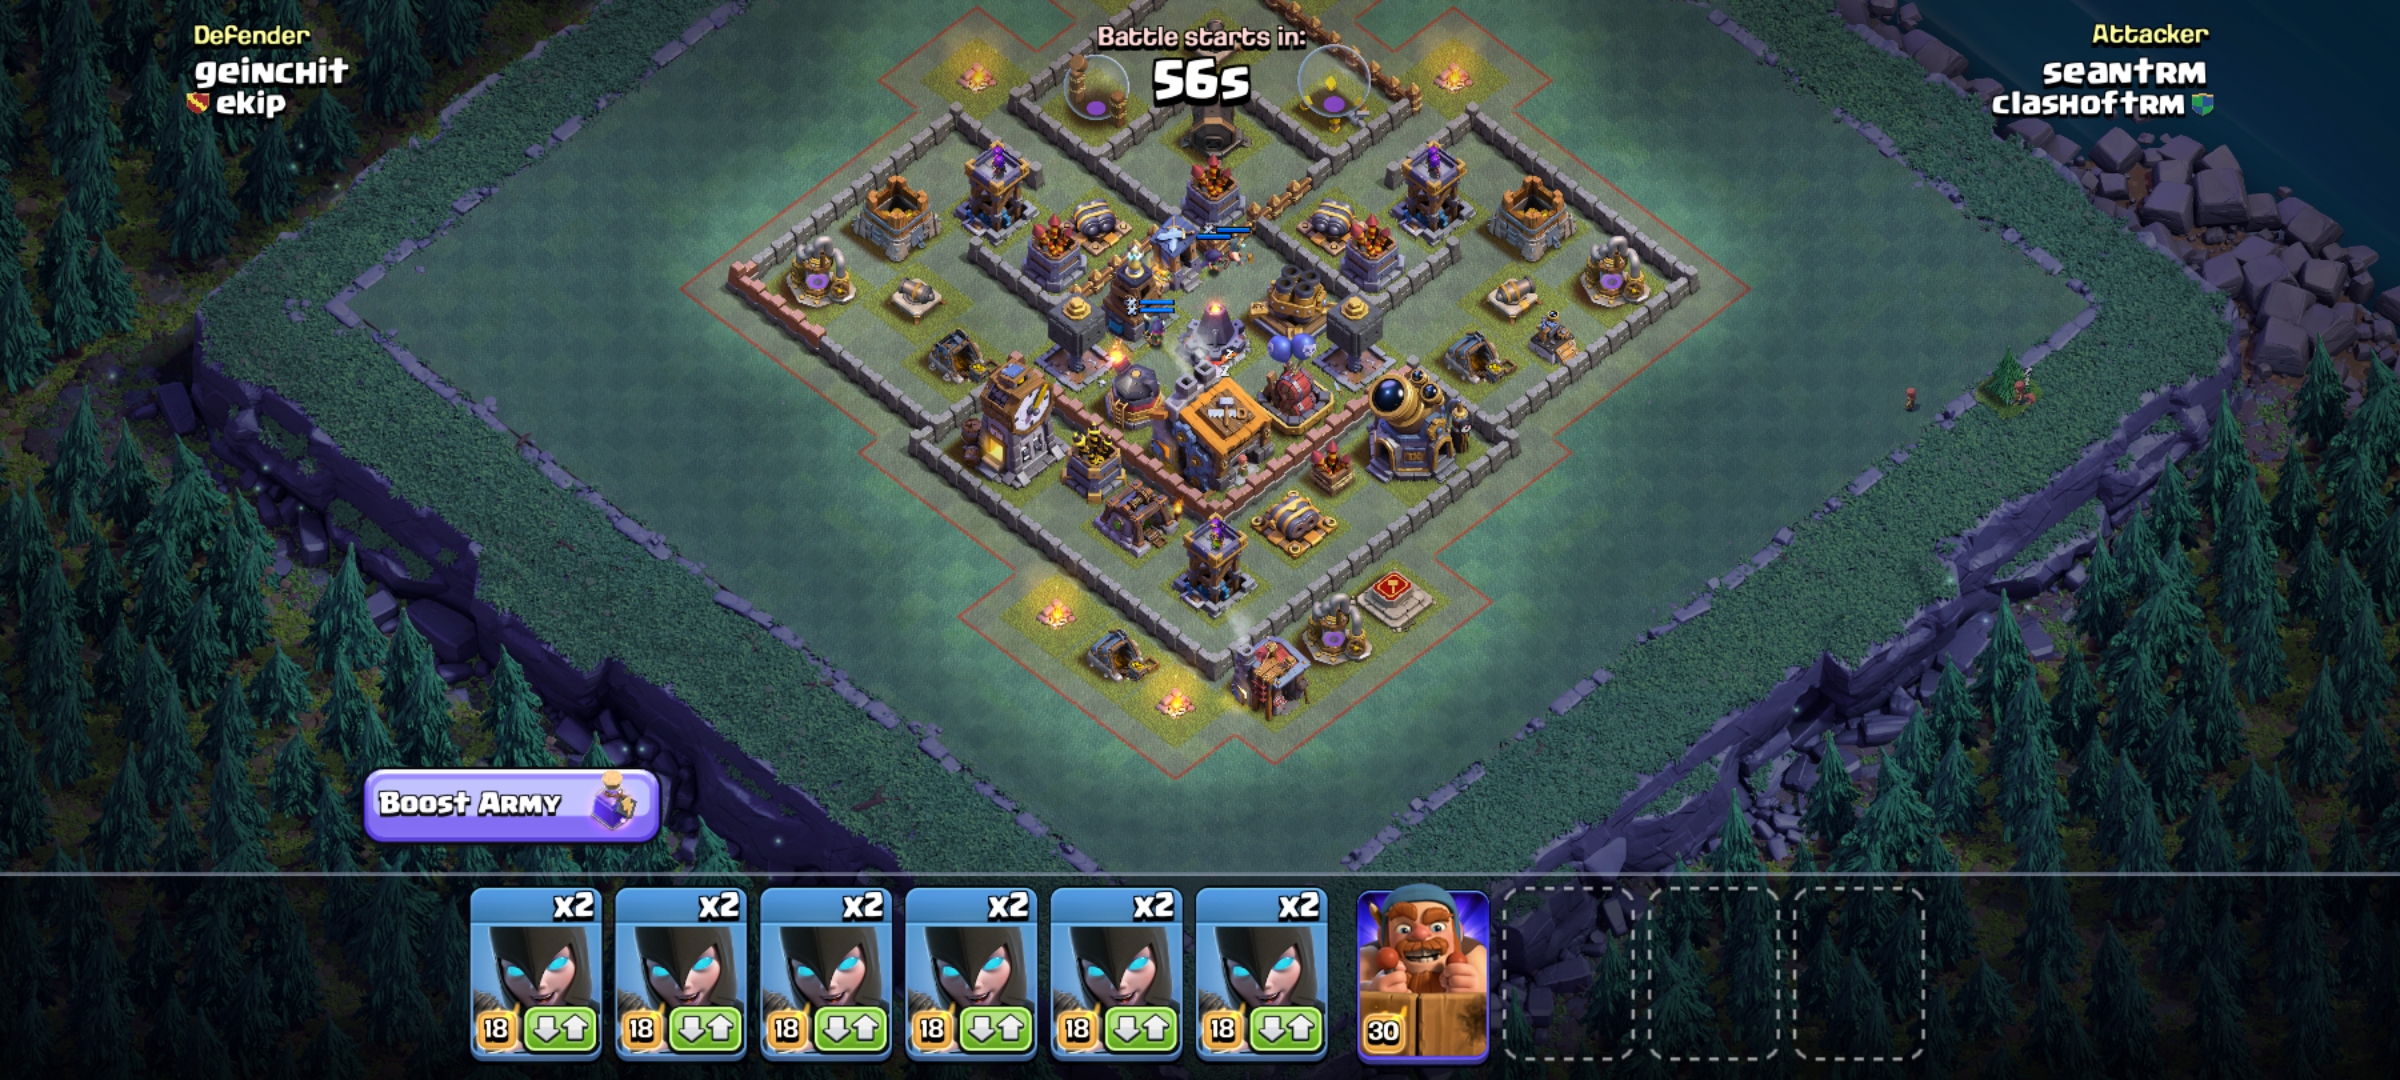 Defender
geinchit
ekip
Battle starts in:
56s
Attacker
seantRM
clashoftRM
Boost Army
x2
x2
x2
x2
x2
x2
18
18
18
18
18
18
30